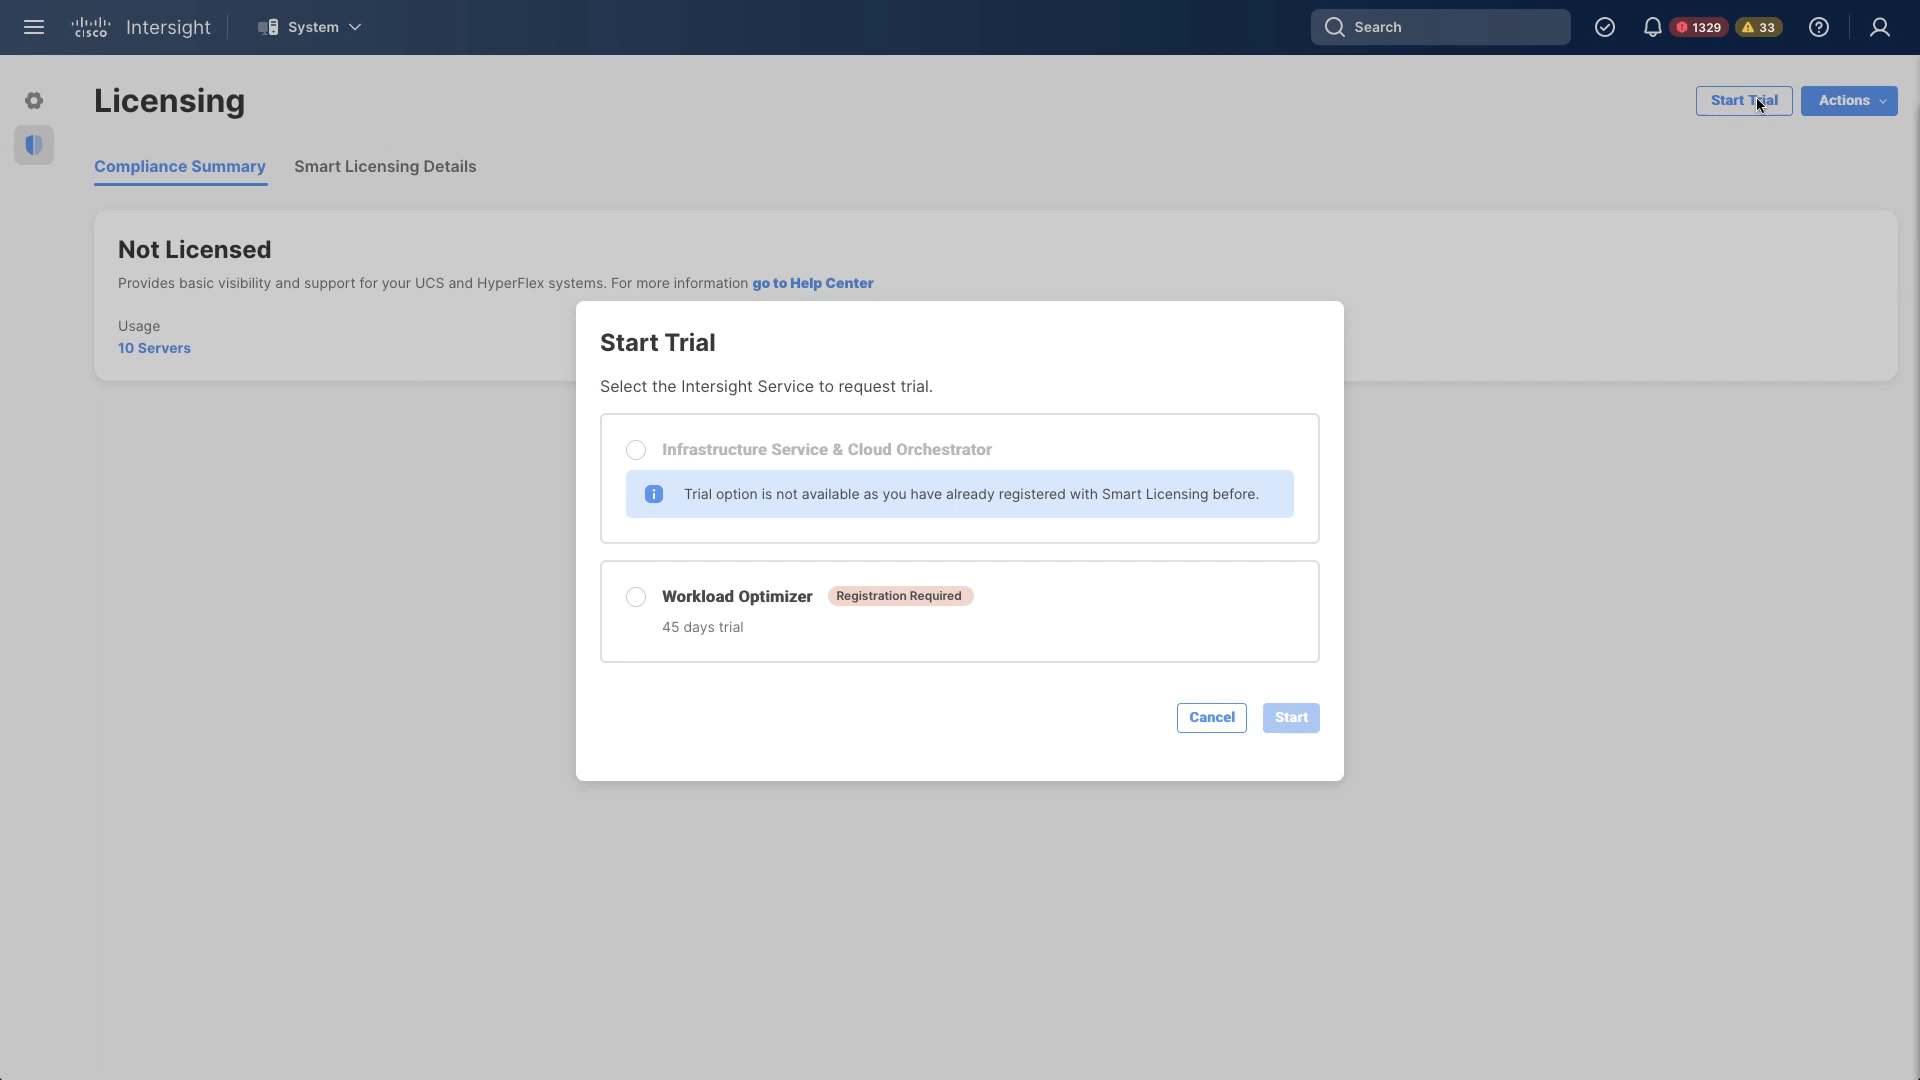 cisco Intersight System Search 1329 33
Licensing
Start Trial Actions
Compliance Summary Smart Licensing Details
Not Licensed
Provides basic visibility and support for your UCS and HyperFlex systems. For more information go to Help Center
Usage
10 Servers
Start Trial
Select the Intersight Service to request trial.
Infrastructure Service & Cloud Orchestrator
Trial option is not available as you have already registered with Smart Licensing before.
Workload Optimizer Registration Required
45 days trial
Cancel Start